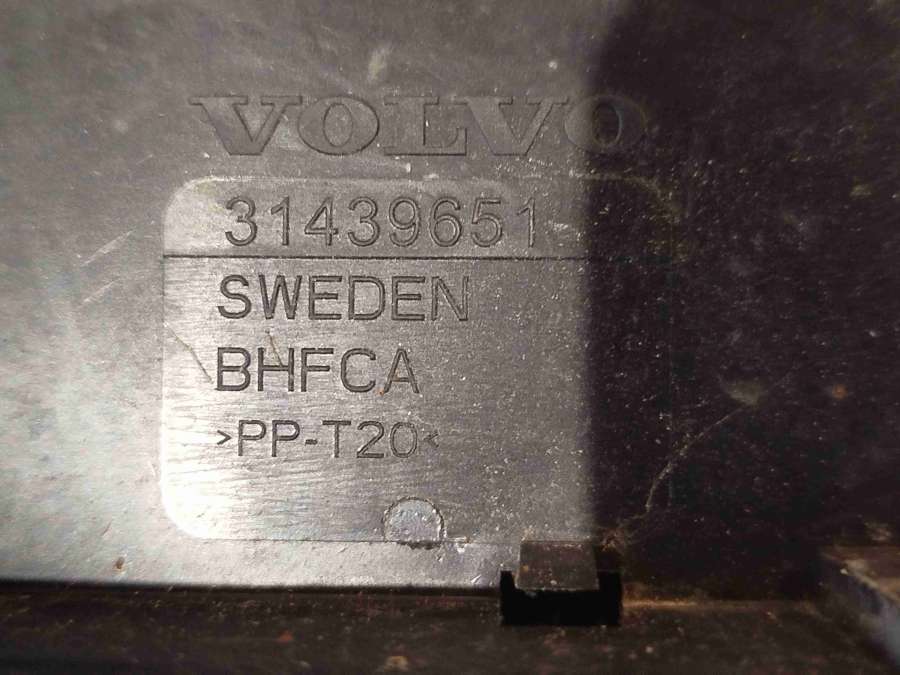 VOLVO
31439651
SWEDEN
BHFCA
>PP-T20<